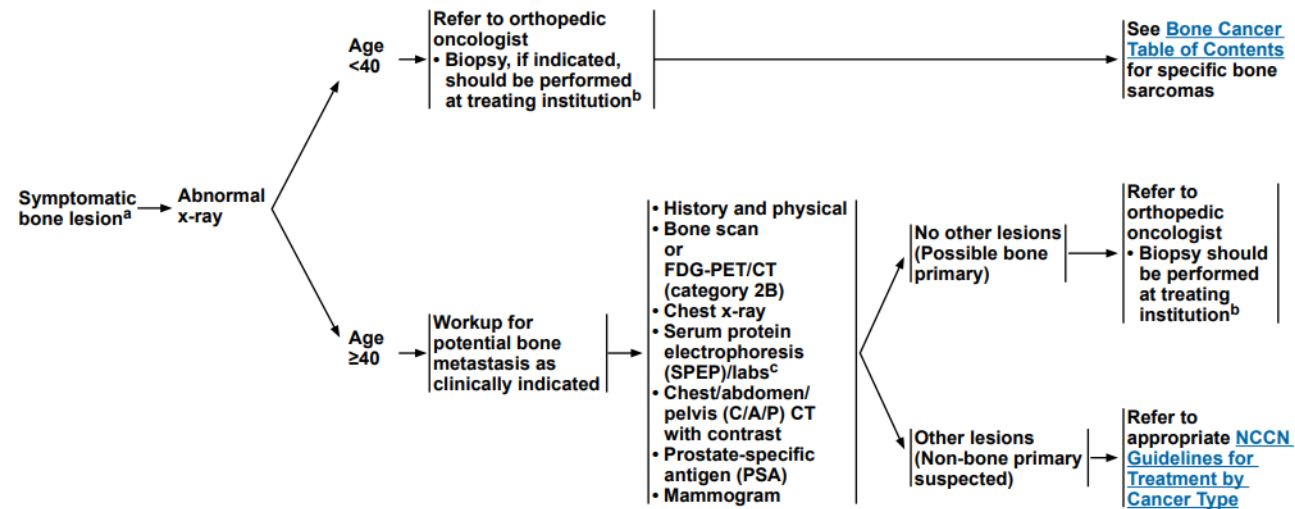 Symptomatic
bone lesionᵃ
Abnormal
x-ray
Age
<40
Refer to orthopedic
oncologist
• Biopsy, if indicated,
should be performed
at treating institutionᵇ
See Bone Cancer
Table of Contents
for specific bone
sarcomas
Age
≥40
Workup for
potential bone
metastasis as
clinically indicated
• History and physical
• Bone scan
or
FDG-PET/CT
(category 2B)
• Chest x-ray
• Serum protein
electrophoresis
(SPEP)/labsᶜ
• Chest/abdomen/
pelvis (C/A/P) CT
with contrast
• Prostate-specific
antigen (PSA)
• Mammogram
No other lesions
(Possible bone
primary)
Refer to
orthopedic
oncologist
• Biopsy should
be performed
at treating
institutionᵇ
Other lesions
(Non-bone primary
suspected)
Refer to
appropriate NCCN
Guidelines for
Treatment by
Cancer Type